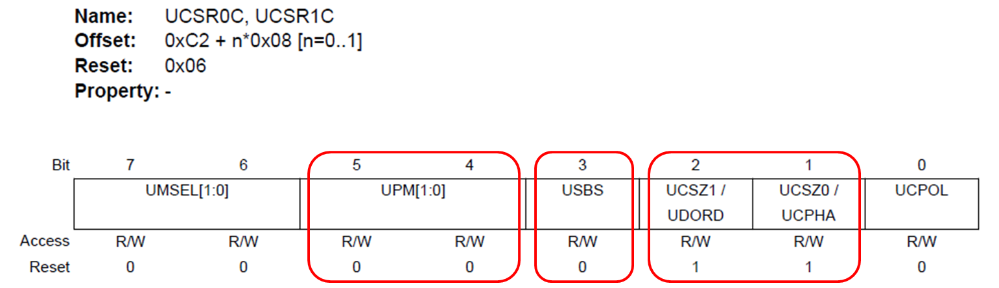 Name: UCSR0C, UCSR1C
Offset: 0xC2 + n*0x08 [n=0..1]
Reset: 0x06
Property: -
Bit 7 6 5 4 3 2 1 0
UMSEL[1:0] UPM[1:0] USBS UCSZ1 / UCSZ0 / UCPOL
UDORD UCPHA
Access R/W R/W R/W R/W R/W R/W R/W R/W
Reset 0 0 0 0 0 1 1 0